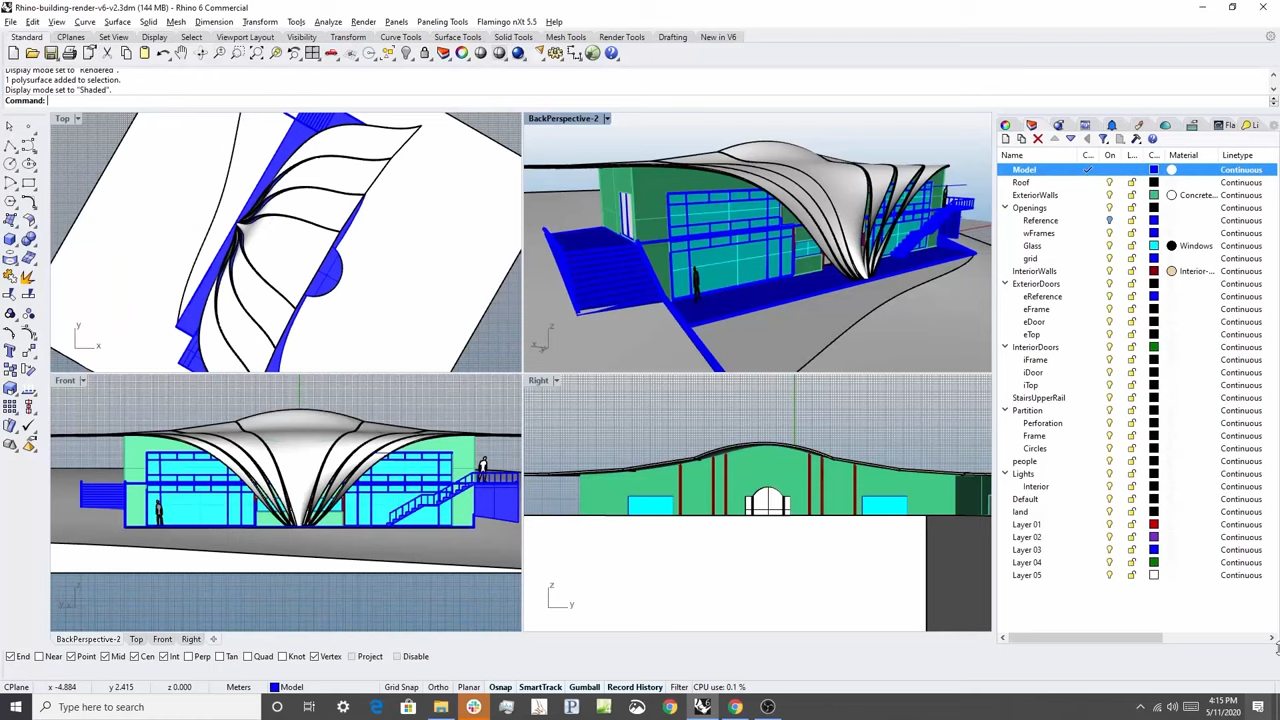 Rhino-building-render-v6-v2.3dm (144 MB) - Rhino 6 Commercial
File Edit View Curve Surface Solid Mesh Dimension Transform Tools Analyze Render Panels Paneling Tools Flamingo nXt 5.5 Help
Standard CPlanes Set View Display Select Viewport Layout Visibility Transform Curve Tools Surface Tools Solid Tools Mesh Tools Render Tools Drafting New in V6
Display mode set to "Rendered".
1 polysurface added to selection.
Display mode set to "Shaded".
Command:
Top
BackPerspective-2
Front
Right
y
x
z
x
z
y
Fla
Li
Name C... On L... C... Material Linetype
Model Continuous
Roof Continuous
ExteriorWalls Concrete... Continuous
Openings Continuous
Reference Continuous
wFrames Continuous
Glass Windows Continuous
grid Continuous
InteriorWalls Interior-... Continuous
ExteriorDoors Continuous
eReference Continuous
eFrame Continuous
eDoor Continuous
eTop Continuous
InteriorDoors Continuous
iFrame Continuous
iDoor Continuous
iTop Continuous
StairsUpperRail Continuous
Partition Continuous
Perforation Continuous
Frame Continuous
Circles Continuous
people Continuous
Lights Continuous
Interior Continuous
Default Continuous
land Continuous
Layer 01 Continuous
Layer 02 Continuous
Layer 03 Continuous
Layer 04 Continuous
Layer 05 Continuous
BackPerspective-2 Top Front Right
End Near Point Mid Cen Int Perp Tan Quad Knot Vertex Project Disable
CPlane x -4.884 y 2.415 z 0.000 Meters Model Grid Snap Ortho Planar Osnap SmartTrack Gumball Record History Filter CPU use: 0.1 %
Type here to search
4:15 PM
5/11/2020